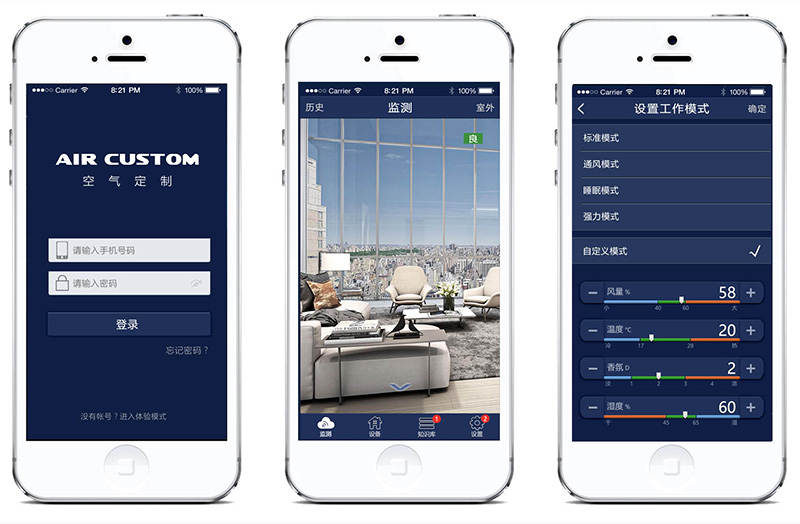 Carrier 8:21 PM 100%
AIR CUSTOM
空气定制
请输入手机号码
请输入密码
登录
忘记密码？
没有帐号？进入体验模式
Carrier 8:21 PM 100%
历史 监测 室外
良
监测 设备 知识库 1 设置 2
Carrier 8:21 PM 100%
设置工作模式 确定
标准模式
通风模式
睡眠模式
强力模式
自定义模式
风量% 58
小 40 60 大
温度℃ 20
冷 17 28 热
香氛D 2
淡 1 2 3 4 浓
湿度% 60
干 45 65 湿